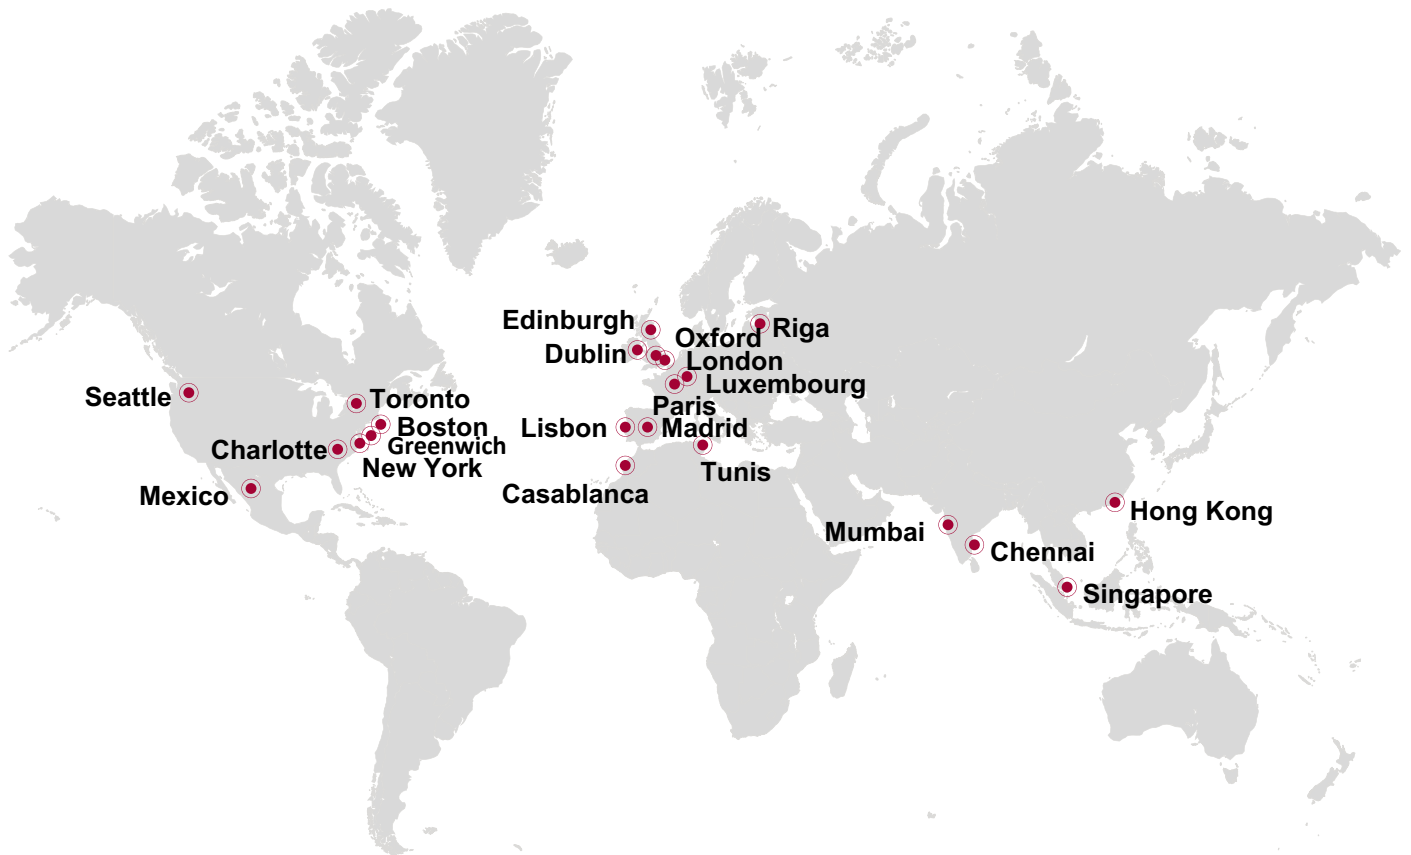 Edinburgh
Riga
Oxford
Dublin
London
Luxembourg
Seattle
Toronto
Paris
Boston
Lisbon
Madrid
Greenwich
Charlotte
New York
Tunis
Mexico
Casablanca
Hong Kong
Mumbai
Chennai
Singapore